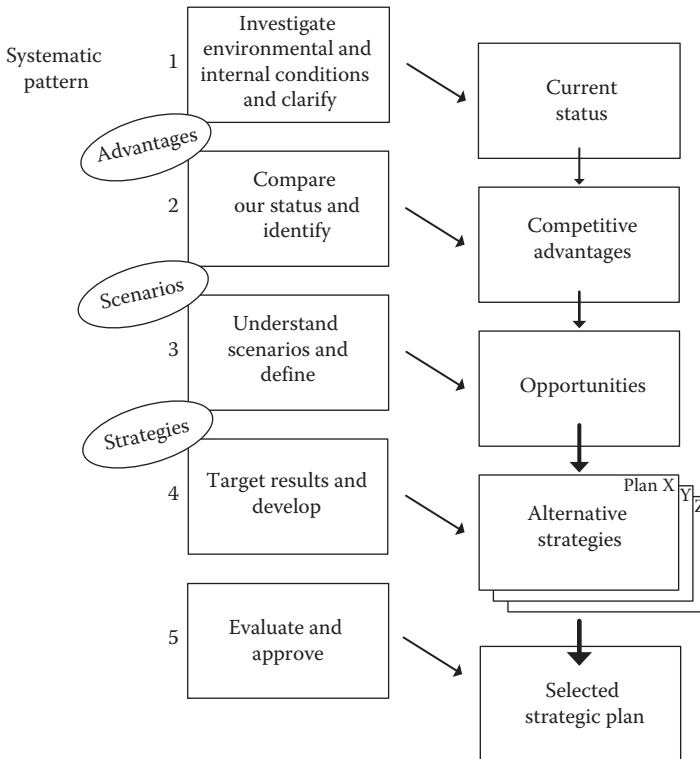 Systematic
pattern
1
Investigate
environmental and
internal conditions
and clarify
Current
status
Advantages
2
Compare
our status and
identify
Competitive
advantages
Scenarios
3
Understand
scenarios and
define
Opportunities
Strategies
4
Target results and
develop
Plan X
Y
Z
Alternative
strategies
5
Evaluate and
approve
Selected
strategic plan